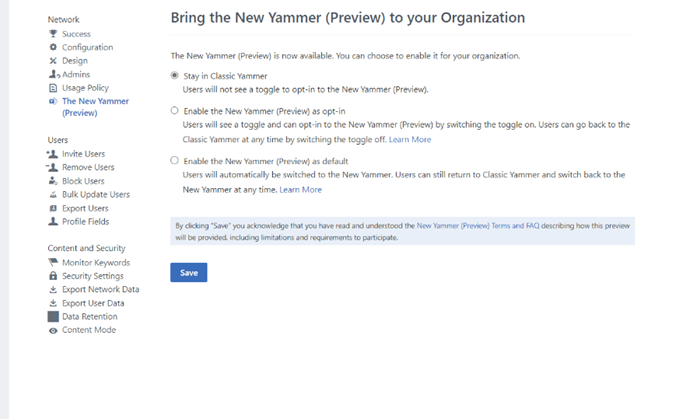 Network
Success
Configuration
Design
Admins
Usage Policy
The New Yammer
(Preview)
Users
Invite Users
Remove Users
Block Users
Bulk Update Users
Export Users
Profile Fields
Content and Security
Monitor Keywords
Security Settings
Export Network Data
Export User Data
Data Retention
Content Mode
Bring the New Yammer (Preview) to your Organization
The New Yammer (Preview) is now available. You can choose to enable it for your organization.
Stay in Classic Yammer
Users will not see a toggle to opt-in to the New Yammer (Preview).
Enable the New Yammer (Preview) as opt-in
Users will see a toggle and can opt-in to the New Yammer (Preview) by switching the toggle on. Users can go back to the
Classic Yammer at any time by switching the toggle off. Learn More
Enable the New Yammer (Preview) as default
Users will automatically be switched to the New Yammer. Users can still return to Classic Yammer and switch back to the
New Yammer at any time. Learn More
By clicking "Save" you acknowledge that you have read and understood the New Yammer (Preview) Terms and FAQ describing how this preview
will be provided, including limitations and requirements to participate.
Save